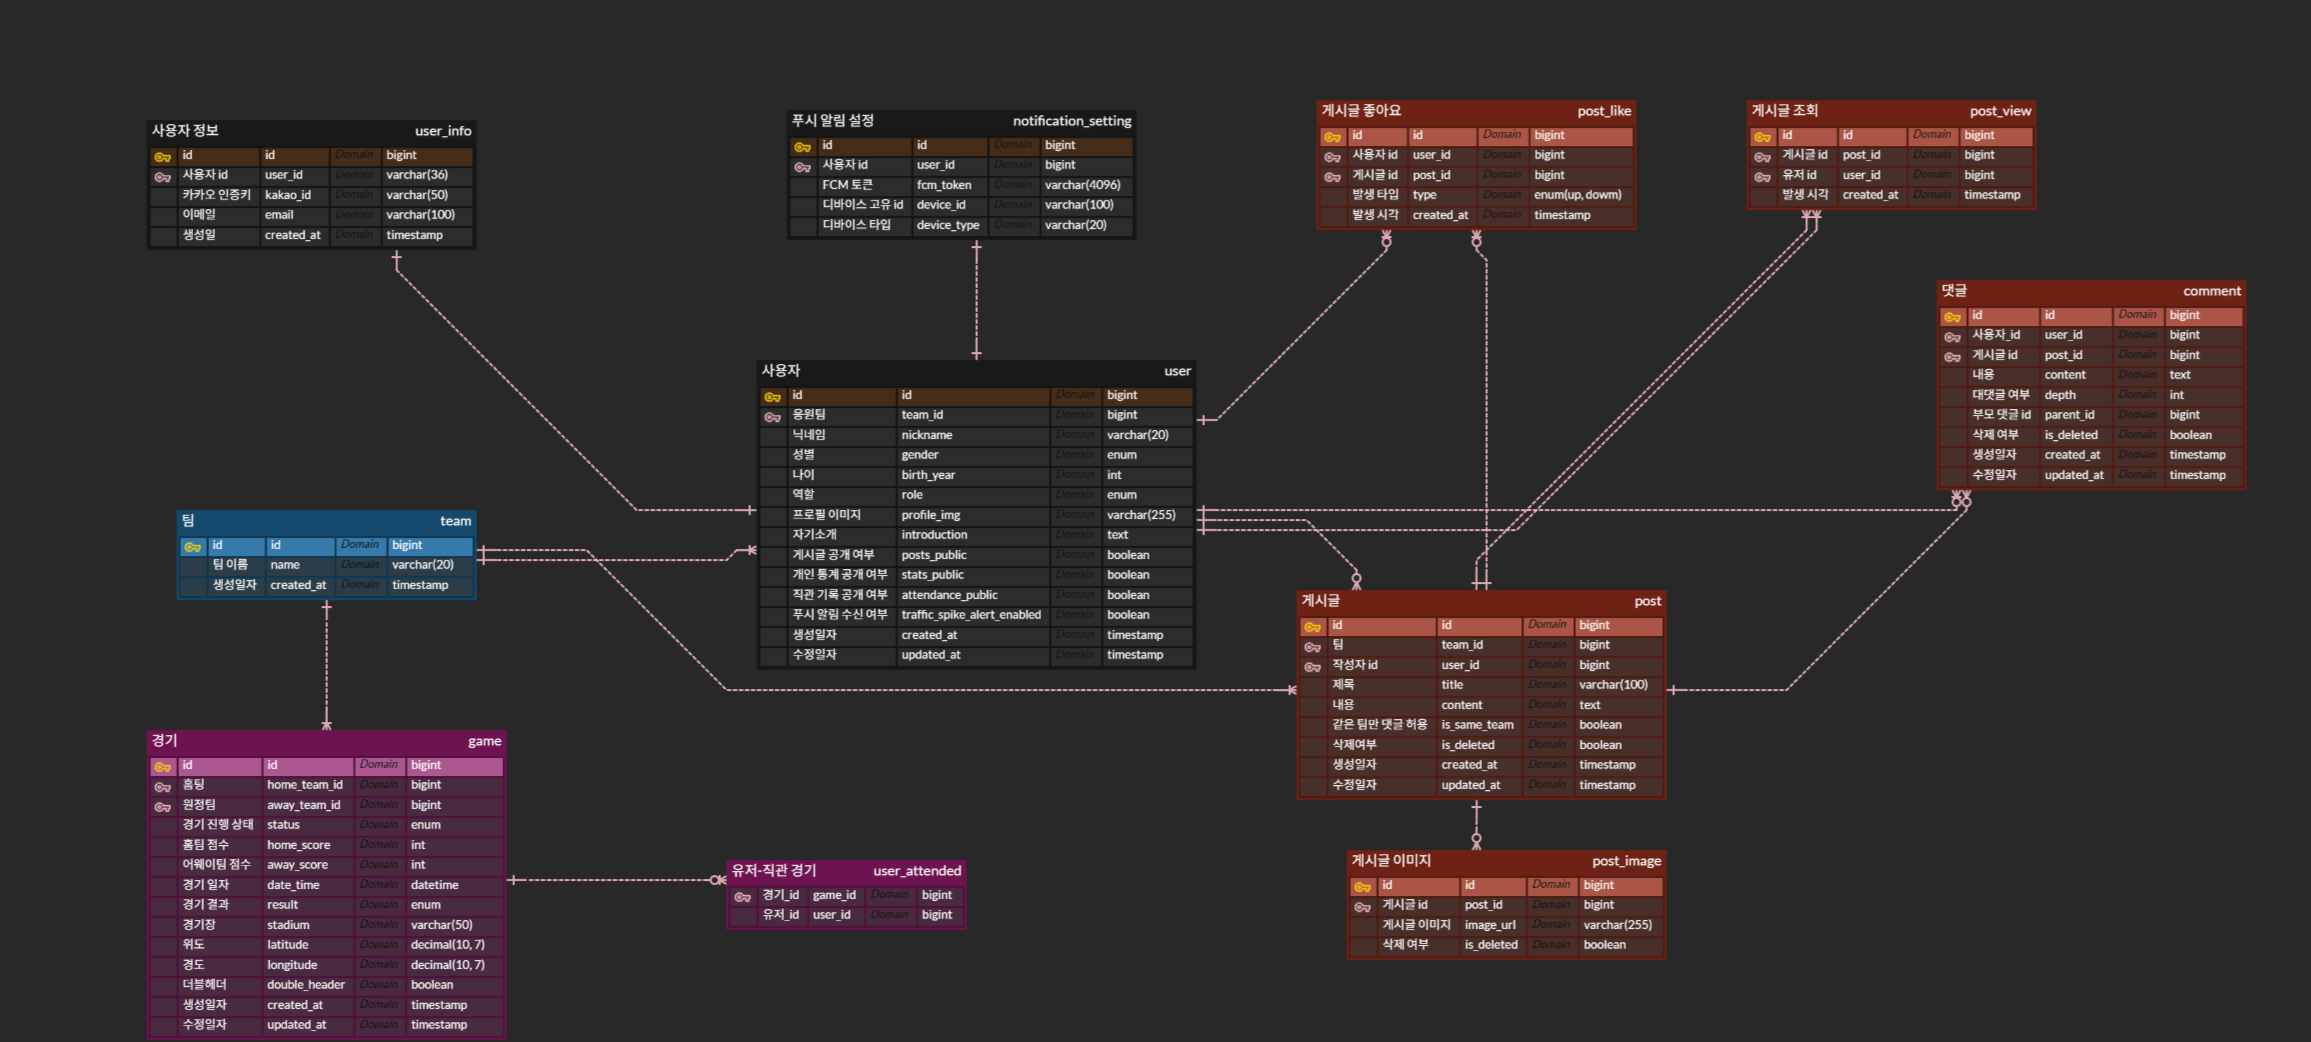 사용자 정보 user_info
id id Domain bigint
사용자 id user_id Domain varchar(36)
카카오 인증키 kakao_id Domain varchar(50)
이메일 email Domain varchar(100)
생성일 created_at Domain timestamp
푸시 알림 설정 notification_setting
id id Domain bigint
사용자 id user_id Domain bigint
FCM 토큰 fcm_token Domain varchar(4096)
디바이스 고유 id device_id Domain varchar(100)
디바이스 타입 device_type Domain varchar(20)
게시글 좋아요 post_like
id id Domain bigint
사용자 id user_id Domain bigint
게시글 id post_id Domain bigint
발생 타입 type Domain enum(up, dowm)
발생 시각 created_at Domain timestamp
게시글 조회 post_view
id id Domain bigint
게시글 id post_id Domain bigint
유저 id user_id Domain bigint
발생 시각 created_at Domain timestamp
댓글 comment
id id Domain bigint
사용자_id user_id Domain bigint
게시글 id post_id Domain bigint
내용 content Domain text
대댓글 여부 depth Domain int
부모 댓글 id parent_id Domain bigint
삭제 여부 is_deleted Domain boolean
생성일자 created_at Domain timestamp
수정일자 updated_at Domain timestamp
사용자 user
id id Domain bigint
응원팀 team_id Domain bigint
닉네임 nickname Domain varchar(20)
성별 gender Domain enum
나이 birth_year Domain int
역할 role Domain enum
프로필 이미지 profile_img Domain varchar(255)
자기소개 introduction Domain text
게시글 공개 여부 posts_public Domain boolean
개인 통계 공개 여부 stats_public Domain boolean
직관 기록 공개 여부 attendance_public Domain boolean
푸시 알림 수신 여부 traffic_spike_alert_enabled Domain boolean
생성일자 created_at Domain timestamp
수정일자 updated_at Domain timestamp
팀 team
id id Domain bigint
팀 이름 name Domain varchar(20)
생성일자 created_at Domain timestamp
게시글 post
id id Domain bigint
팀 team_id Domain bigint
작성자 id user_id Domain bigint
제목 title Domain varchar(100)
내용 content Domain text
같은 팀만 댓글 허용 is_same_team Domain boolean
삭제여부 is_deleted Domain boolean
생성일자 created_at Domain timestamp
수정일자 updated_at Domain timestamp
경기 game
id id Domain bigint
홈팅 home_team_id Domain bigint
원정팀 away_team_id Domain bigint
경기 진행 상태 status Domain enum
홈팀 점수 home_score Domain int
어웨이팀 점수 away_score Domain int
경기 일자 date_time Domain datetime
경기 결과 result Domain enum
경기장 stadium Domain varchar(50)
위도 latitude Domain decimal(10, 7)
경도 longitude Domain decimal(10, 7)
더블헤더 double_header Domain boolean
생성일자 created_at Domain timestamp
수정일자 updated_at Domain timestamp
유저-직관 경기 user_attended
경기_id game_id Domain bigint
유저_id user_id Domain bigint
게시글 이미지 post_image
id id Domain bigint
게시글 id post_id Domain bigint
게시글 이미지 image_url Domain varchar(255)
삭제 여부 is_deleted Domain boolean